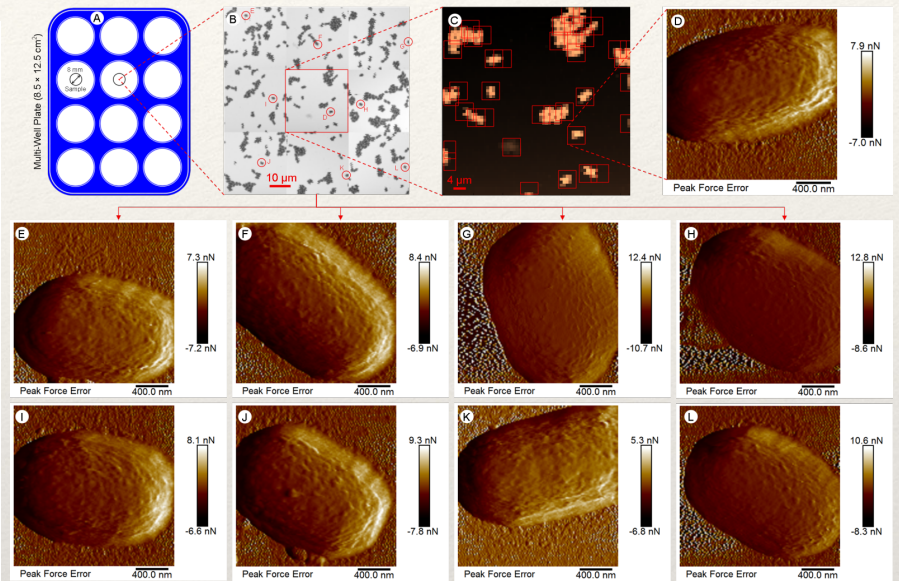 A
B
C
D
Multi-Well Plate (8.5 × 12.5 cm²)
8 mm
Sample
E
F
G
H
I
D
J
K
L
10 µm
4 µm
7.9 nN
-7.0 nN
Peak Force Error
400.0 nm
E
7.3 nN
-7.2 nN
Peak Force Error
400.0 nm
F
8.4 nN
-6.9 nN
Peak Force Error
400.0 nm
G
12.4 nN
-10.7 nN
Peak Force Error
400.0 nm
H
12.8 nN
-8.6 nN
Peak Force Error
400.0 nm
I
8.1 nN
-6.6 nN
Peak Force Error
400.0 nm
J
9.3 nN
-7.8 nN
Peak Force Error
400.0 nm
K
5.3 nN
-6.8 nN
Peak Force Error
400.0 nm
L
10.6 nN
-8.3 nN
Peak Force Error
400.0 nm